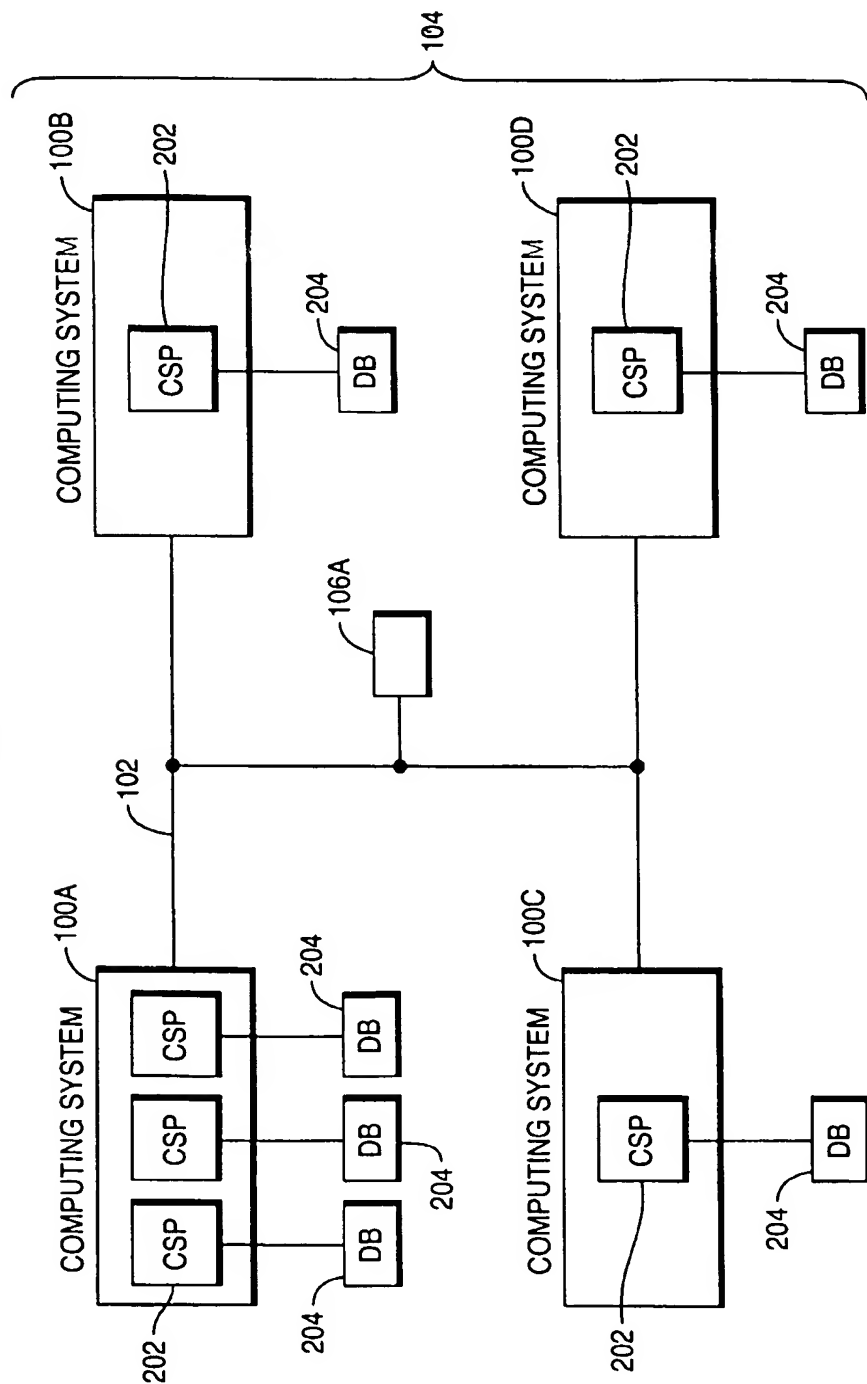 104
COMPUTING SYSTEM
100A
CSP
CSP
CSP
202
DB
DB
DB
204
204
204
102
COMPUTING SYSTEM
100B
CSP
202
DB
204
106A
COMPUTING SYSTEM
100C
CSP
202
DB
204
COMPUTING SYSTEM
100D
CSP
202
DB
204